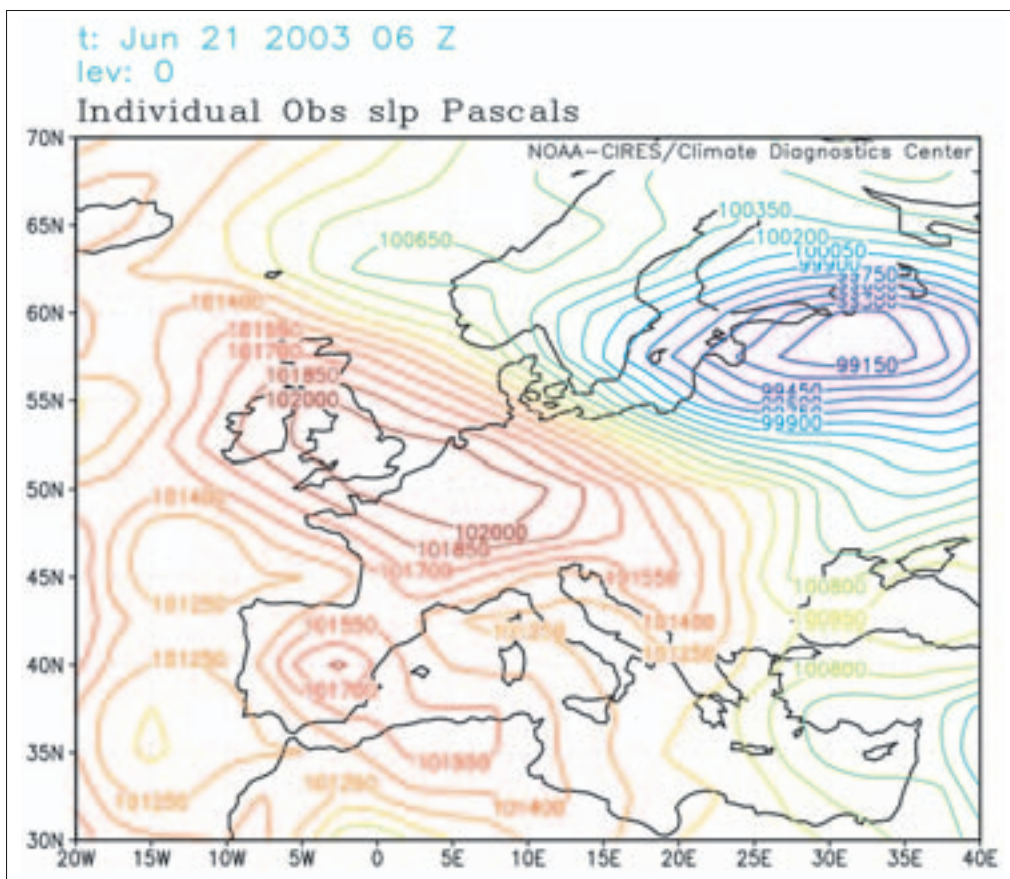 t: Jun 21 2003 06 Z
lev: 0
Individual Obs slp Pascals
NOAA-CIRES/Climate Diagnostics Center
70N
65N
60N
55N
50N
45N
40N
35N
30N
20W 15W 10W 5W 0 5E 10E 15E 20E 25E 30E 35E 40E
100350
100200
100650
100050
99900
99750
101400
101550
101700
99150
101850
99450
102000
99900
101400
102000
101850
101700
101550
101250
100800
101550
101400
100950
101250
101250
100800
101700
101550
101250
101400